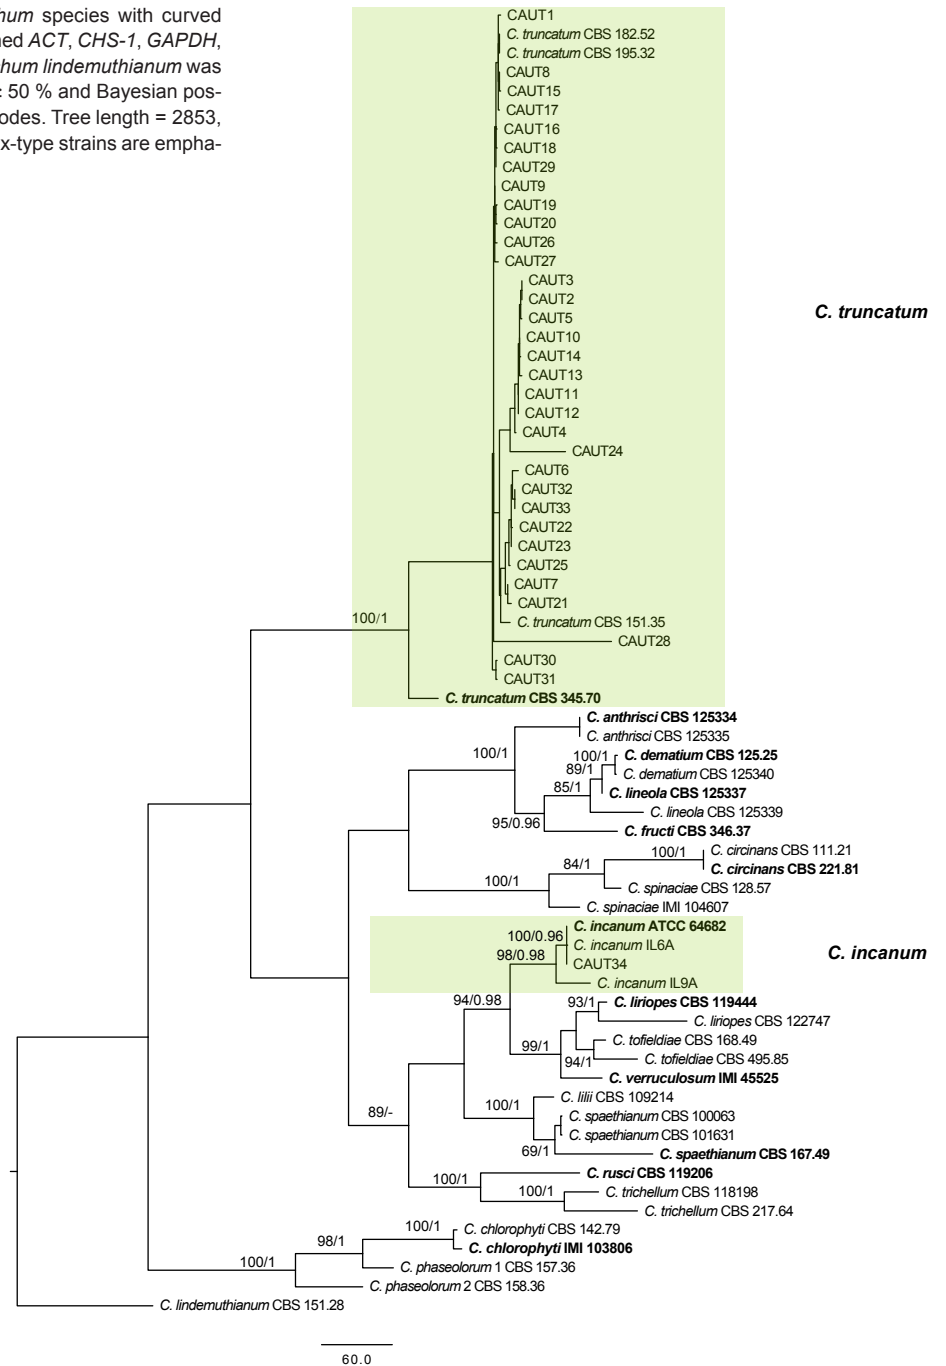 hum species with curved
ned ACT, CHS-1, GAPDH,
hum lindemuthianum was
50 % and Bayesian pos-
odes. Tree length = 2853,
x-type strains are empha-
CAUT1
C. truncatum CBS 182.52
C. truncatum CBS 195.32
CAUT8
CAUT15
CAUT17
CAUT16
CAUT18
CAUT29
CAUT9
CAUT19
CAUT20
CAUT26
CAUT27
CAUT3
CAUT2
C. truncatum
CAUT5
CAUT10
CAUT14
CAUT13
CAUT11
CAUT12
CAUT4
CAUT24
CAUT6
CAUT32
CAUT33
CAUT22
CAUT23
CAUT25
CAUT7
CAUT21
100/1
C. truncatum CBS 151.35
CAUT28
CAUT30
CAUT31
C. truncatum CBS 345.70
C. anthrisci CBS 125334
C. anthrisci CBS 125335
100/1
100/1
C. dematium CBS 125.25
89/1
C. dematium CBS 125340
85/1
C. lineola CBS 125337
C. lineola CBS 125339
95/0.96
C. fructi CBS 346.37
100/1
C. circinans CBS 111.21
84/1
C. circinans CBS 221.81
100/1
C. spinaciae CBS 128.57
C. spinaciae IMI 104607
C. incanum ATCC 64682
100/0.96
C. incanum IL6A
C. incanum
98/0.98
CAUT34
C. incanum IL9A
94/0.98
93/1
C. liriopes CBS 119444
C. liriopes CBS 122747
99/1
C. tofieldiae CBS 168.49
94/1
C. tofieldiae CBS 495.85
C. verruculosum IMI 45525
100/1
C. lilii CBS 109214
89/-
C. spaethianum CBS 100063
C. spaethianum CBS 101631
69/1
C. spaethianum CBS 167.49
100/1
C. rusci CBS 119206
100/1
C. trichellum CBS 118198
C. trichellum CBS 217.64
100/1
C. chlorophyti CBS 142.79
98/1
C. chlorophyti IMI 103806
100/1
C. phaseolorum 1 CBS 157.36
C. phaseolorum 2 CBS 158.36
C. lindemuthianum CBS 151.28
60.0